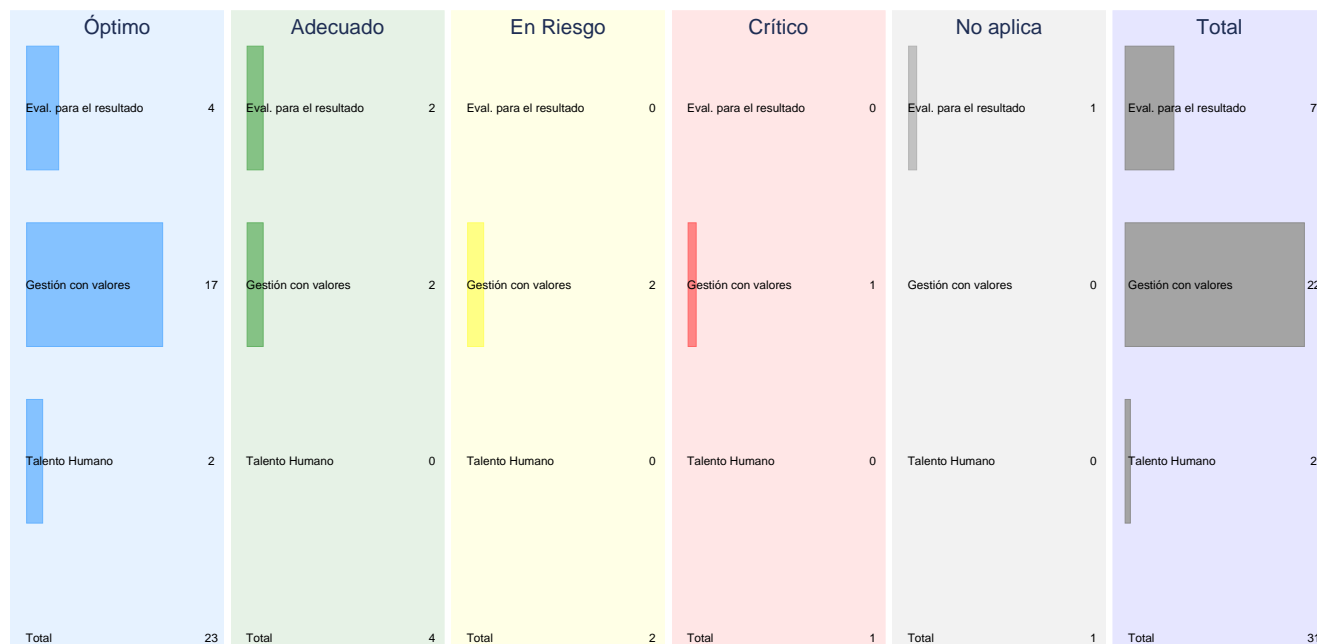 Óptimo Adecuado En Riesgo Crítico No aplica Total
Eval. para el resultado 4 Eval. para el resultado 2 Eval. para el resultado 0 Eval. para el resultado 0 Eval. para el resultado 1 Eval. para el resultado 7
Gestión con valores 17 Gestión con valores 2 Gestión con valores 2 Gestión con valores 1 Gestión con valores 0 Gestión con valores 22
Talento Humano 2 Talento Humano 0 Talento Humano 0 Talento Humano 0 Talento Humano 0 Talento Humano 2
Total 23 Total 4 Total 2 Total 1 Total 1 Total 31